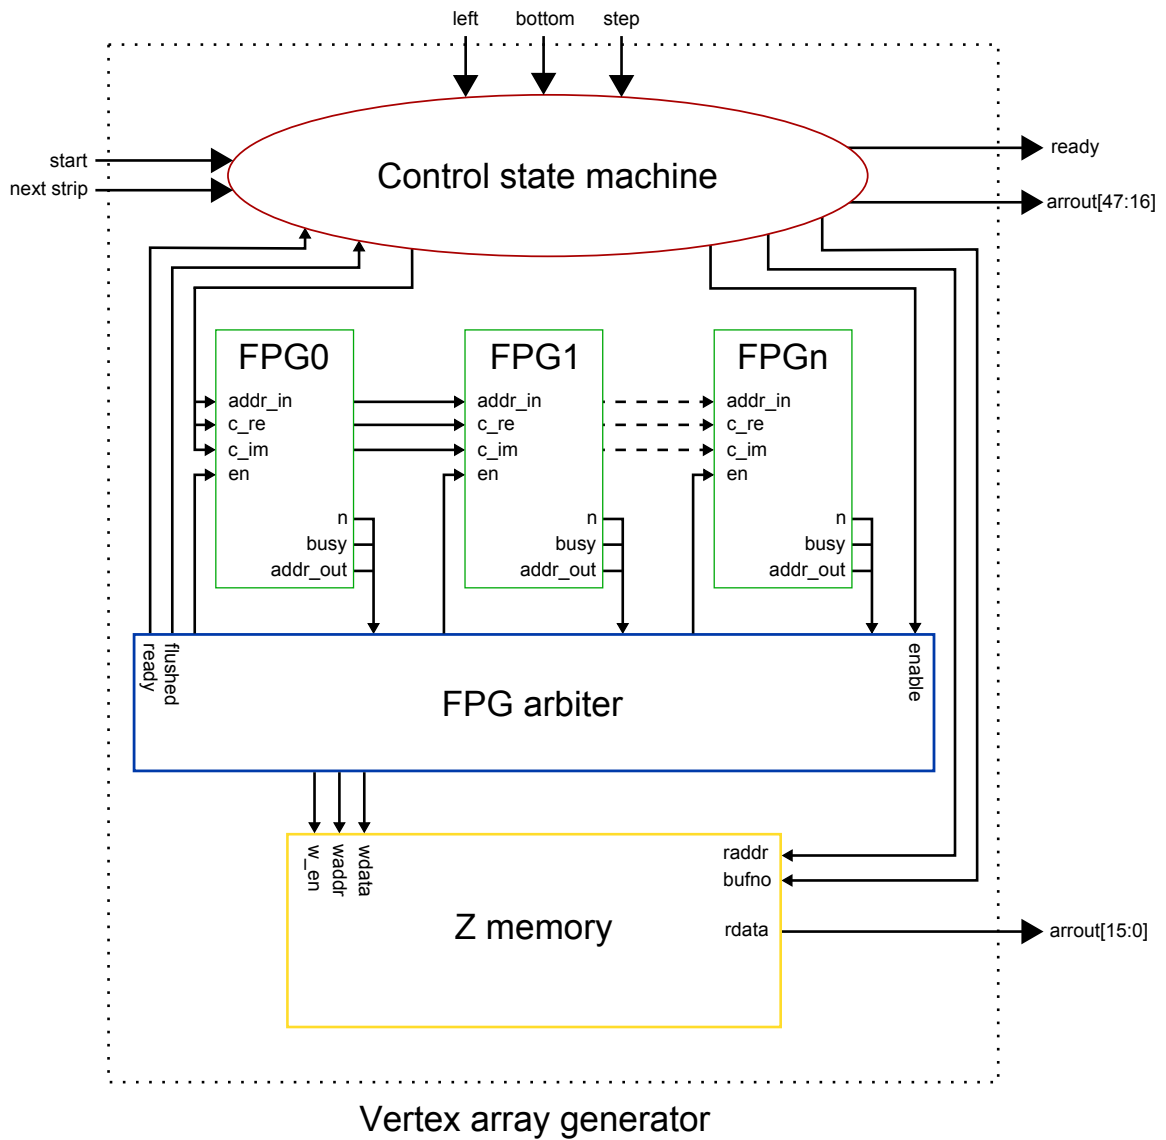 left bottom step
start
next strip
Control state machine
ready
arrout[47:16]
FPG0
addr_in
c_re
c_im
en
n
busy
addr_out
FPG1
addr_in
c_re
c_im
en
n
busy
addr_out
FPGn
addr_in
c_re
c_im
en
n
busy
addr_out
ready
flushed
FPG arbiter
enable
w_en
waddr
wdata
raddr
bufno
Z memory
rdata
arrout[15:0]
Vertex array generator